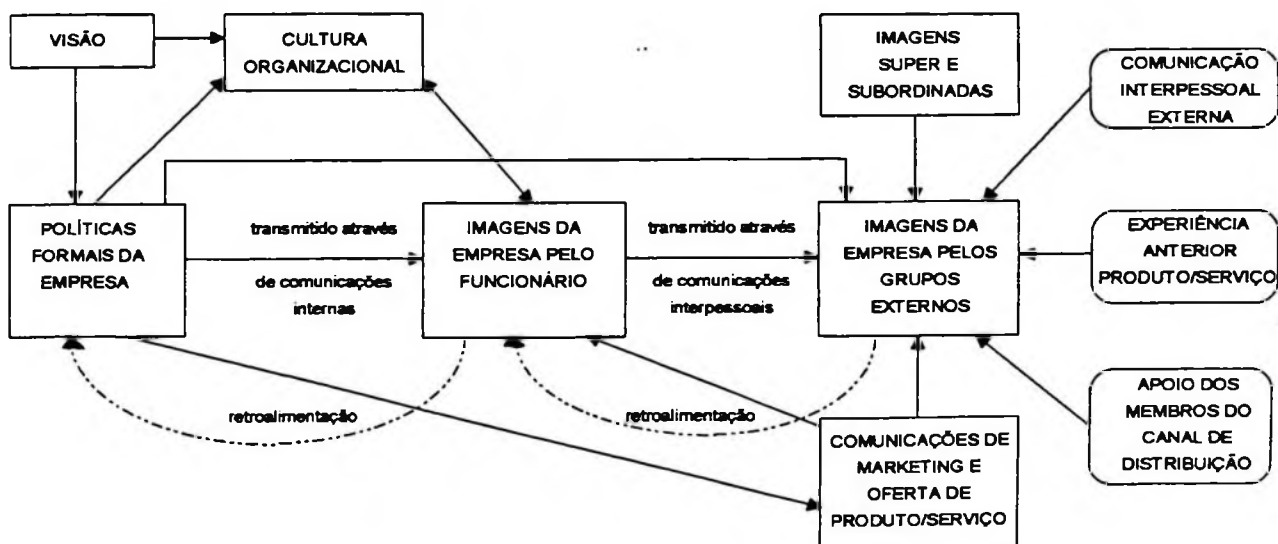 VISÃO
CULTURA
ORGANIZACIONAL
IMAGENS
SUPER E
SUBORDINADAS
COMUNICAÇÃO
INTERPESSOAL
EXTERNA
POLÍTICAS
FORMAIS DA
EMPRESA
transmitido através
de comunicações
internas
IMAGENS DA
EMPRESA PELO
FUNCIONÁRIO
transmitido através
de comunicações
interpessoais
IMAGENS DA
EMPRESA PELOS
GRUPOS
EXTERNOS
EXPERIÊNCIA
ANTERIOR
PRODUTO/SERVIÇO
retroalimentação
retroalimentação
COMUNICAÇÕES DE
MARKETING E
OFERTA DE
PRODUTO/SERVIÇO
APOIO DOS
MEMBROS DO
CANAL DE
DISTRIBUIÇÃO